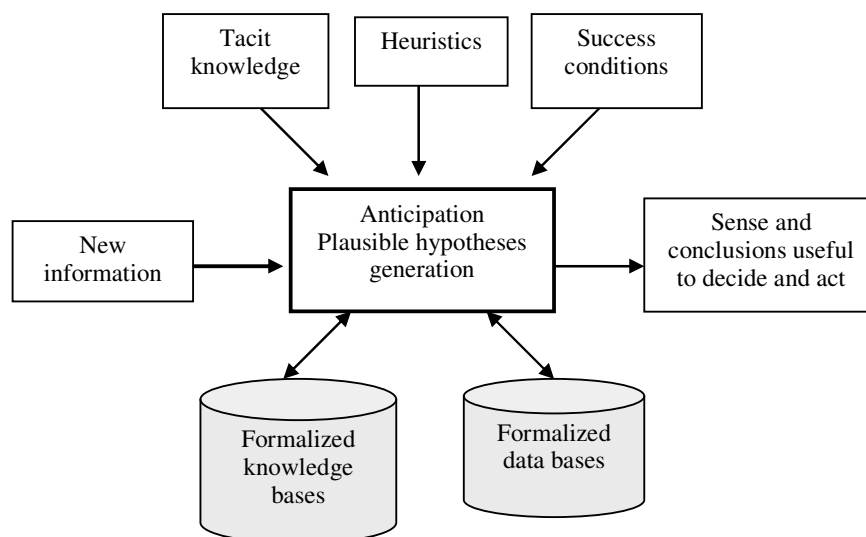 Tacit
knowledge
Heuristics
Success
conditions
New
information
Anticipation
Plausible hypotheses
generation
Sense and
conclusions useful
to decide and act
Formalized
knowledge
bases
Formalized
data bases